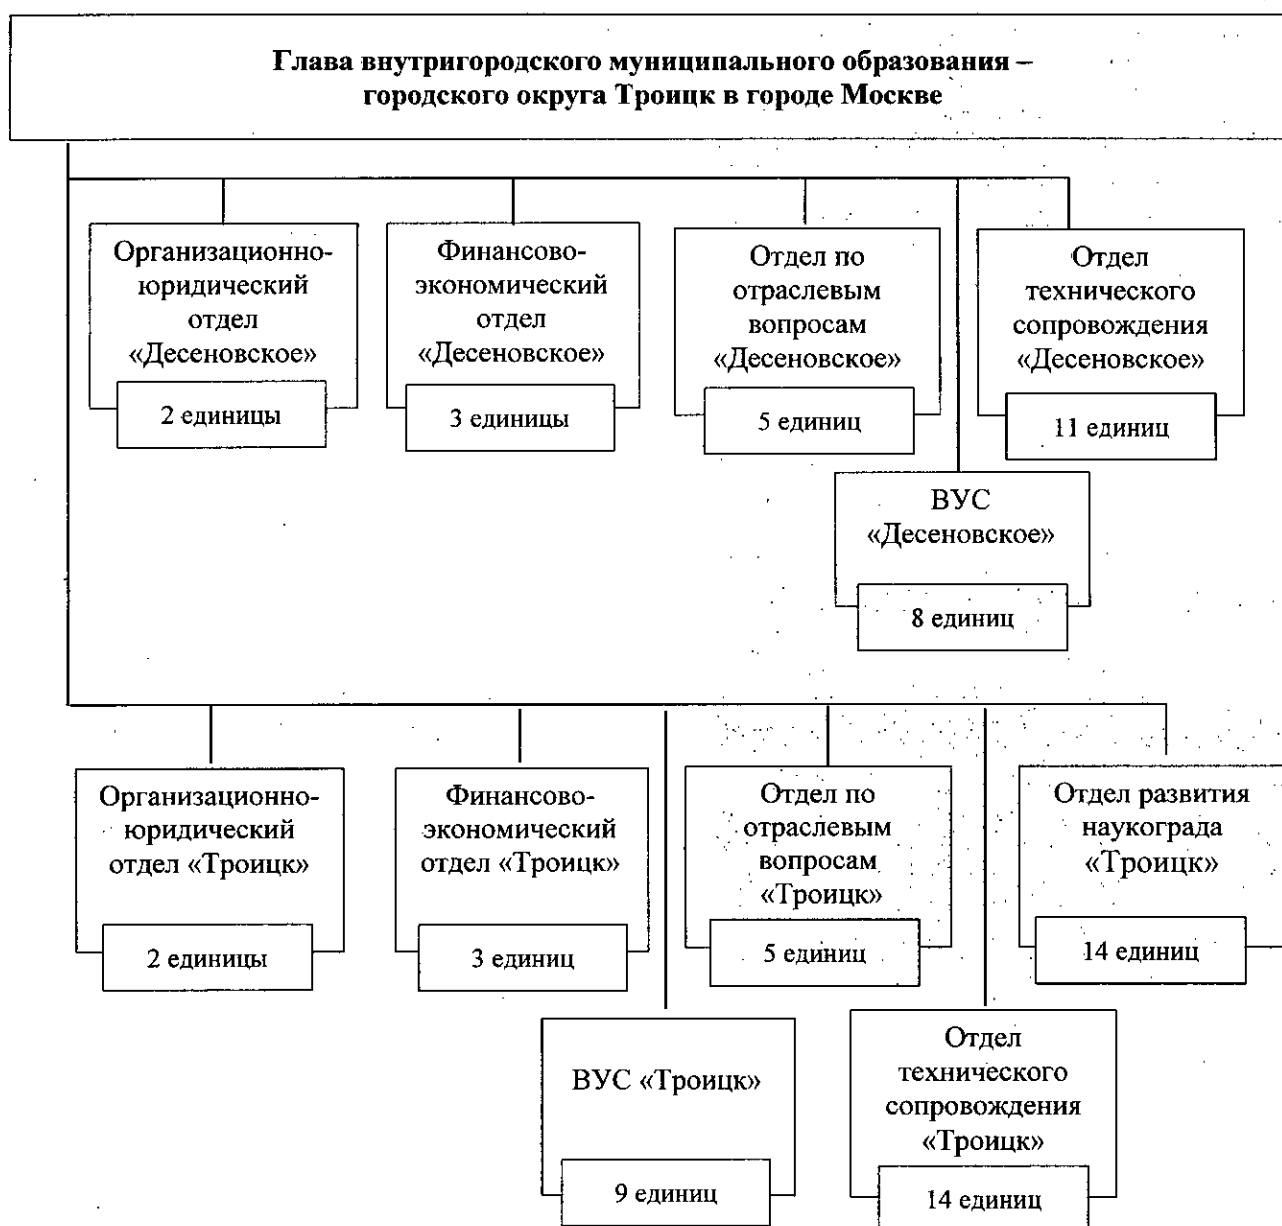 Глава внутригородского муниципального образования –
городского округа Троицк в городе Москве
Организационно-
юридический
отдел
«Десеновское»
2 единицы
Финансово-
экономический
отдел
«Десеновское»
3 единицы
Отдел по
отраслевым
вопросам
«Десеновское»
5 единиц
Отдел
технического
сопровождения
«Десеновское»
11 единиц
ВУС
«Десеновское»
8 единиц
Организационно-
юридический
отдел «Троицк»
2 единицы
Финансово-
экономический
отдел «Троицк»
3 единиц
Отдел по
отраслевым
вопросам
«Троицк»
5 единиц
Отдел развития
наукограда
«Троицк»
14 единиц
ВУС «Троицк»
9 единиц
Отдел
технического
сопровождения
«Троицк»
14 единиц